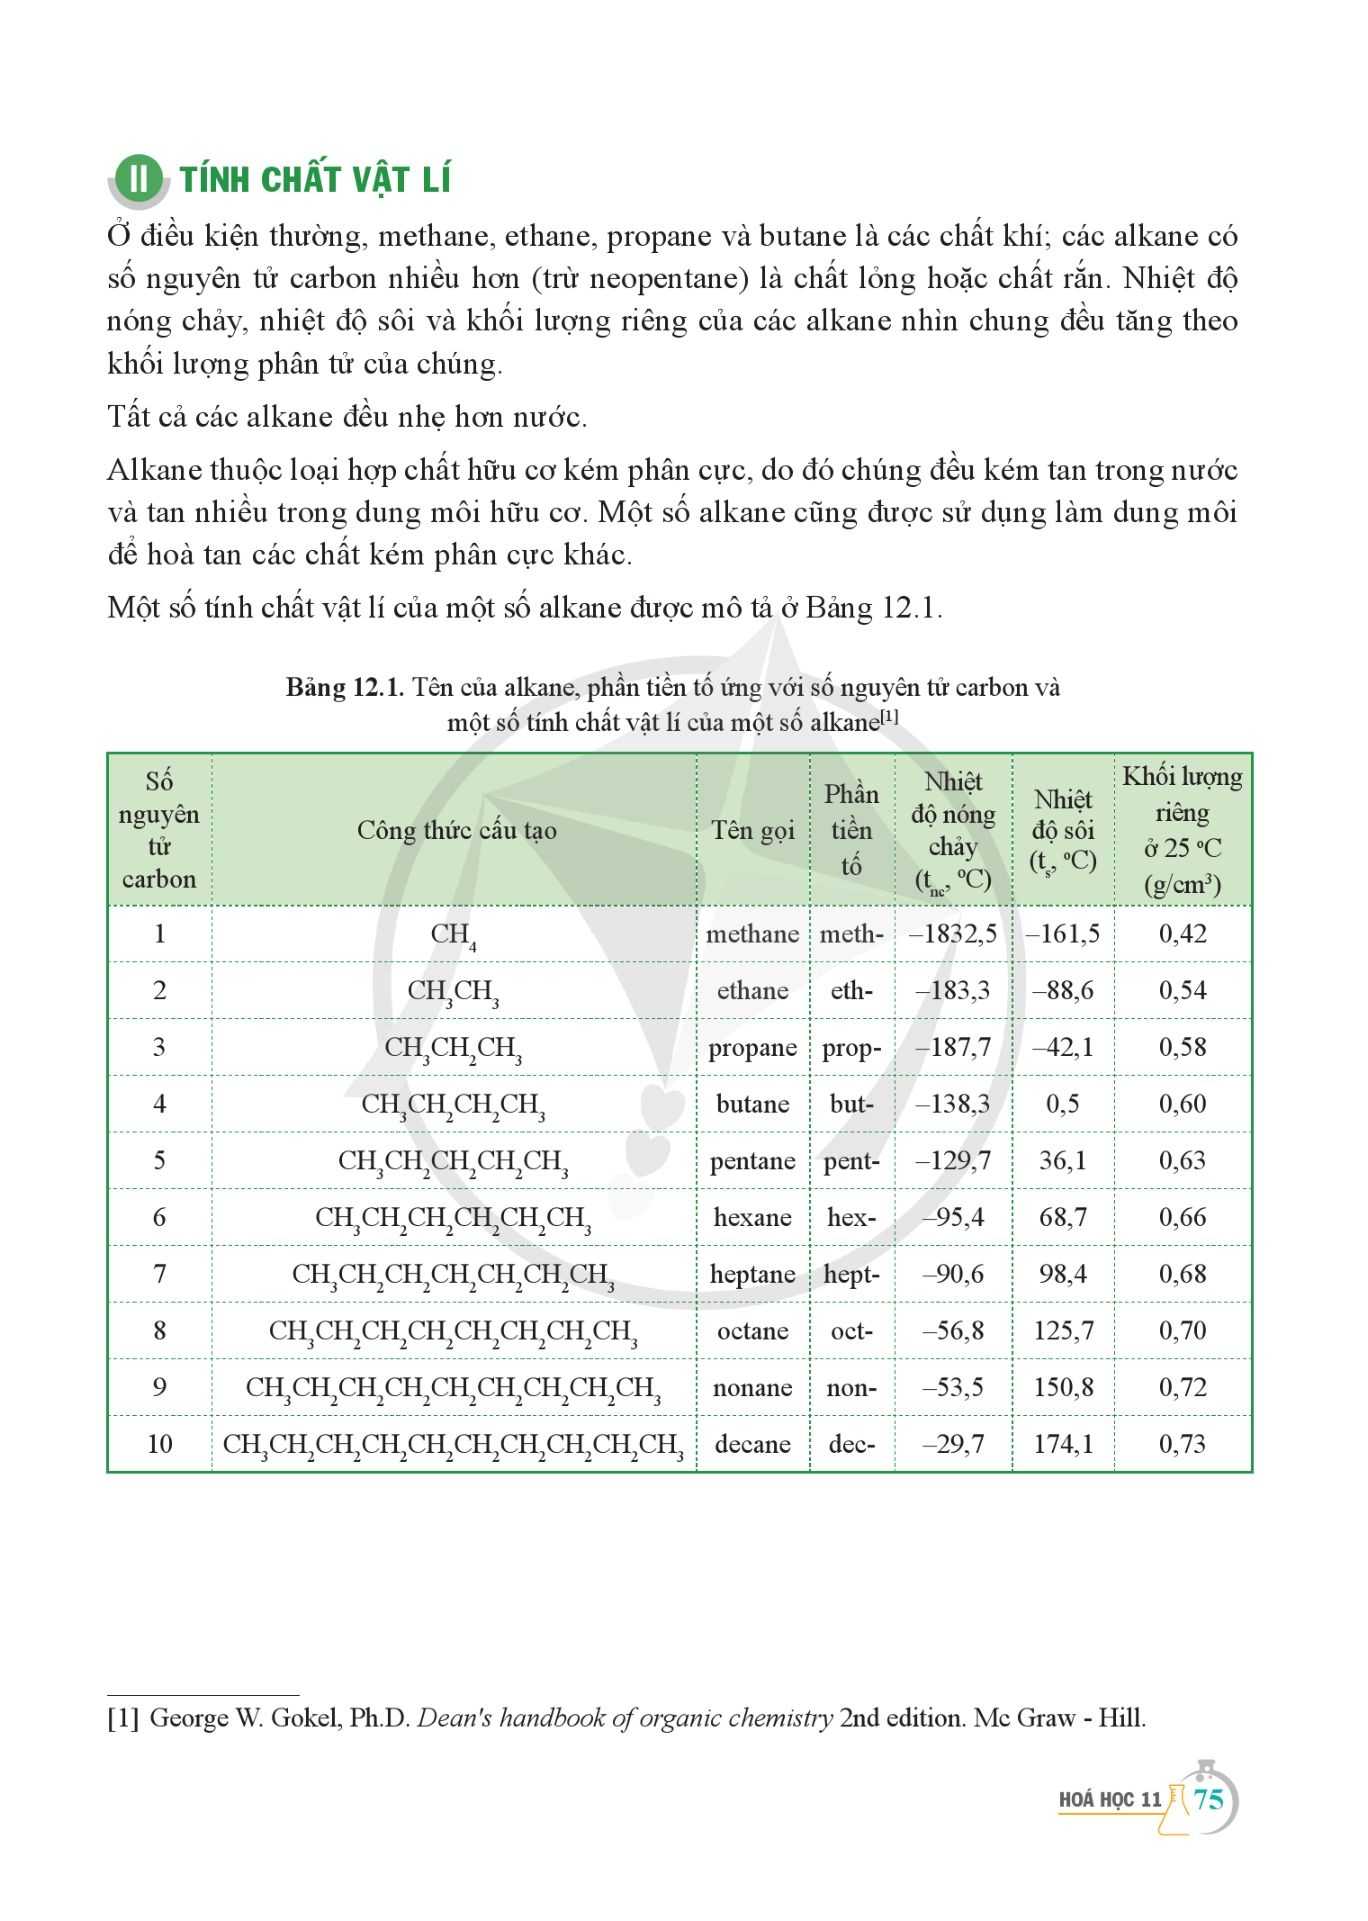 II TÍNH CHẤT VẬT LÍ
Ở điều kiện thường, methane, ethane, propane và butane là các chất khí; các alkane có
số nguyên tử carbon nhiều hơn (trừ neopentane) là chất lỏng hoặc chất rắn. Nhiệt độ
nóng chảy, nhiệt độ sôi và khối lượng riêng của các alkane nhìn chung đều tăng theo
khối lượng phân tử của chúng.
Tất cả các alkane đều nhẹ hơn nước.
Alkane thuộc loại hợp chất hữu cơ kém phân cực, do đó chúng đều kém tan trong nước
và tan nhiều trong dung môi hữu cơ. Một số alkane cũng được sử dụng làm dung môi
để hoà tan các chất kém phân cực khác.
Một số tính chất vật lí của một số alkane được mô tả ở Bảng 12.1.
Bảng 12.1. Tên của alkane, phần tiền tố ứng với số nguyên tử carbon và
một số tính chất vật lí của một số alkane[1]
Số nguyên tử carbon Công thức cấu tạo Tên gọi Phần tiền tố Nhiệt độ nóng chảy (tnc, ºC) Nhiệt độ sôi (ts, ºC) Khối lượng riêng ở 25 ºC (g/cm³)
1 CH₄ methane meth- –1832,5 –161,5 0,42
2 CH₃CH₃ ethane eth- –183,3 –88,6 0,54
3 CH₃CH₂CH₃ propane prop- –187,7 –42,1 0,58
4 CH₃CH₂CH₂CH₃ butane but- –138,3 0,5 0,60
5 CH₃CH₂CH₂CH₂CH₃ pentane pent- –129,7 36,1 0,63
6 CH₃CH₂CH₂CH₂CH₂CH₃ hexane hex- –95,4 68,7 0,66
7 CH₃CH₂CH₂CH₂CH₂CH₂CH₃ heptane hept- –90,6 98,4 0,68
8 CH₃CH₂CH₂CH₂CH₂CH₂CH₂CH₃ octane oct- –56,8 125,7 0,70
9 CH₃CH₂CH₂CH₂CH₂CH₂CH₂CH₂CH₃ nonane non- –53,5 150,8 0,72
10 CH₃CH₂CH₂CH₂CH₂CH₂CH₂CH₂CH₂CH₃ decane dec- –29,7 174,1 0,73
[1] George W. Gokel, Ph.D. Dean's handbook of organic chemistry 2nd edition. Mc Graw - Hill.
HOÁ HỌC 11 75